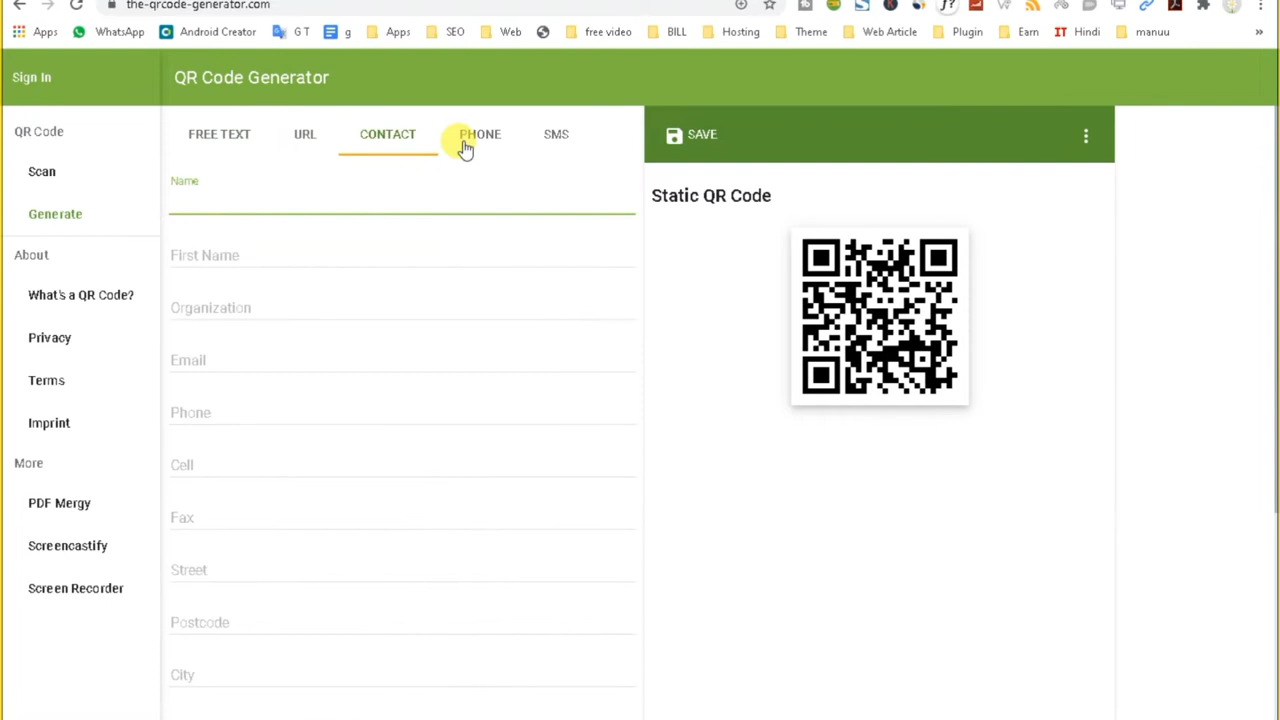 the-qrcode-generator.com
Apps WhatsApp Android Creator G T g Apps SEO Web free video BILL Hosting Theme Web Article Plugin Earn IT Hindi manuu »
Sign In
QR Code Generator
QR Code
Scan
Generate
About
What's a QR Code?
Privacy
Terms
Imprint
More
PDF Mergy
Screencastify
Screen Recorder
FREE TEXT URL CONTACT PHONE SMS
Name
First Name
Organization
Email
Phone
Cell
Fax
Street
Postcode
City
SAVE
Static QR Code